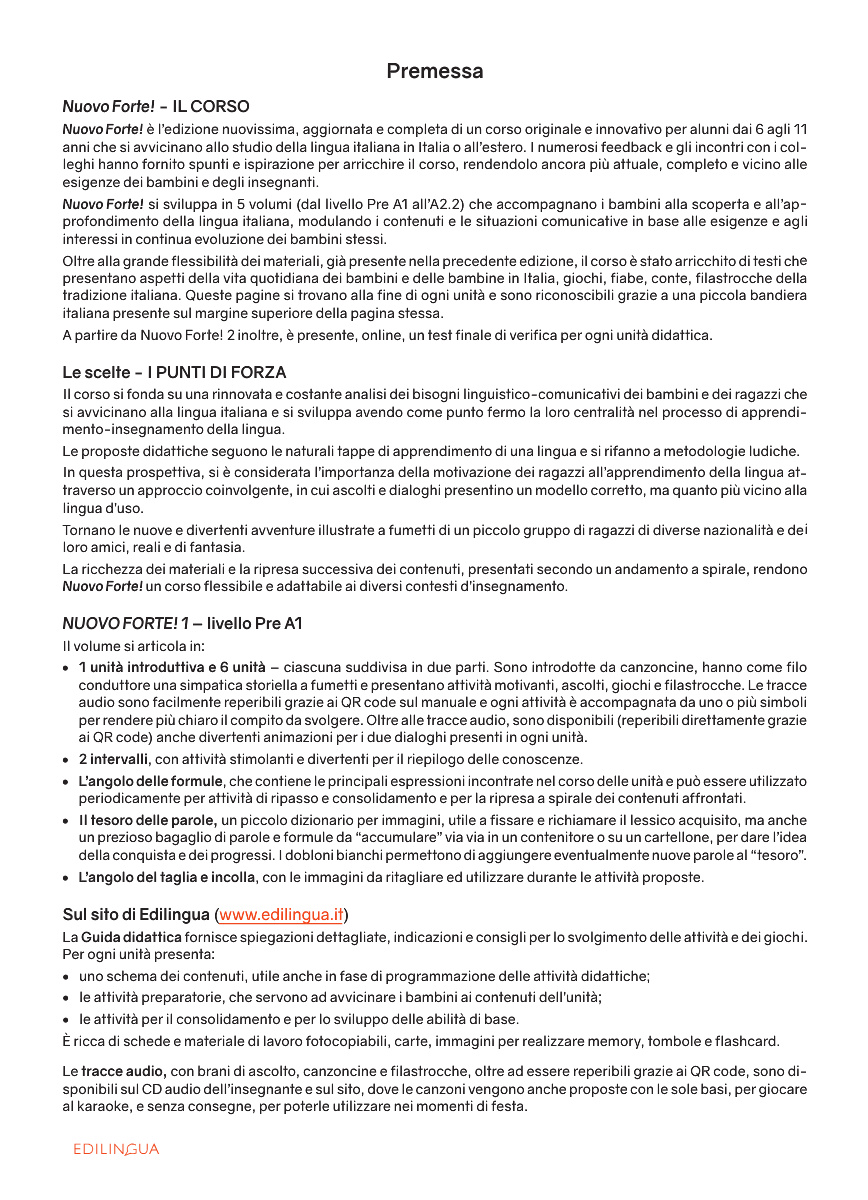 Premessa
Nuovo Forte! - IL CORSO
Nuovo Forte! è l'edizione nuovissima, aggiornata e completa di un corso originale e innovativo per alunni dai 6 agli 11
anni che si avvicinano allo studio della lingua italiana in Italia o all'estero. I numerosi feedback e gli incontri con i col-
leghi hanno fornito spunti e ispirazione per arricchire il corso, rendendolo ancora più attuale, completo e vicino alle
esigenze dei bambini e degli insegnanti.
Nuovo Forte! si sviluppa in 5 volumi (dal livello Pre A1 all'A2.2) che accompagnano i bambini alla scoperta e all'ap-
profondimento della lingua italiana, modulando i contenuti e le situazioni comunicative in base alle esigenze e agli
interessi in continua evoluzione dei bambini stessi.
Oltre alla grande flessibilità dei materiali, già presente nella precedente edizione, il corso è stato arricchito di testi che
presentano aspetti della vita quotidiana dei bambini e delle bambine in Italia, giochi, fiabe, conte, filastrocche della
tradizione italiana. Queste pagine si trovano alla fine di ogni unità e sono riconoscibili grazie a una piccola bandiera
italiana presente sul margine superiore della pagina stessa.
A partire da Nuovo Forte! 2 inoltre, è presente, online, un test finale di verifica per ogni unità didattica.
Le scelte - I PUNTI DI FORZA
Il corso si fonda su una rinnovata e costante analisi dei bisogni linguistico-comunicativi dei bambini e dei ragazzi che
si avvicinano alla lingua italiana e si sviluppa avendo come punto fermo la loro centralità nel processo di apprendi-
mento-insegnamento della lingua.
Le proposte didattiche seguono le naturali tappe di apprendimento di una lingua e si rifanno a metodologie ludiche.
In questa prospettiva, si è considerata l'importanza della motivazione dei ragazzi all'apprendimento della lingua at-
traverso un approccio coinvolgente, in cui ascolti e dialoghi presentino un modello corretto, ma quanto più vicino alla
lingua d'uso.
Tornano le nuove e divertenti avventure illustrate a fumetti di un piccolo gruppo di ragazzi di diverse nazionalità e dei
loro amici, reali e di fantasia.
La ricchezza dei materiali e la ripresa successiva dei contenuti, presentati secondo un andamento a spirale, rendono
Nuovo Forte! un corso flessibile e adattabile ai diversi contesti d'insegnamento.
NUOVO FORTE! 1 – livello Pre A1
Il volume si articola in:
• 1 unità introduttiva e 6 unità – ciascuna suddivisa in due parti. Sono introdotte da canzoncine, hanno come filo
conduttore una simpatica storiella a fumetti e presentano attività motivanti, ascolti, giochi e filastrocche. Le tracce
audio sono facilmente reperibili grazie ai QR code sul manuale e ogni attività è accompagnata da uno o più simboli
per rendere più chiaro il compito da svolgere. Oltre alle tracce audio, sono disponibili (reperibili direttamente grazie
ai QR code) anche divertenti animazioni per i due dialoghi presenti in ogni unità.
• 2 intervalli, con attività stimolanti e divertenti per il riepilogo delle conoscenze.
• L'angolo delle formule, che contiene le principali espressioni incontrate nel corso delle unità e può essere utilizzato
periodicamente per attività di ripasso e consolidamento e per la ripresa a spirale dei contenuti affrontati.
• Il tesoro delle parole, un piccolo dizionario per immagini, utile a fissare e richiamare il lessico acquisito, ma anche
un prezioso bagaglio di parole e formule da “accumulare” via via in un contenitore o su un cartellone, per dare l'idea
della conquista e dei progressi. I dobloni bianchi permettono di aggiungere eventualmente nuove parole al “tesoro”.
• L'angolo del taglia e incolla, con le immagini da ritagliare ed utilizzare durante le attività proposte.
Sul sito di Edilingua (www.edilingua.it)
La Guida didattica fornisce spiegazioni dettagliate, indicazioni e consigli per lo svolgimento delle attività e dei giochi.
Per ogni unità presenta:
• uno schema dei contenuti, utile anche in fase di programmazione delle attività didattiche;
• le attività preparatorie, che servono ad avvicinare i bambini ai contenuti dell'unità;
• le attività per il consolidamento e per lo sviluppo delle abilità di base.
È ricca di schede e materiale di lavoro fotocopiabili, carte, immagini per realizzare memory, tombole e flashcard.
Le tracce audio, con brani di ascolto, canzoncine e filastrocche, oltre ad essere reperibili grazie ai QR code, sono di-
sponibili sul CD audio dell'insegnante e sul sito, dove le canzoni vengono anche proposte con le sole basi, per giocare
al karaoke, e senza consegne, per poterle utilizzare nei momenti di festa.
EDILINGUA